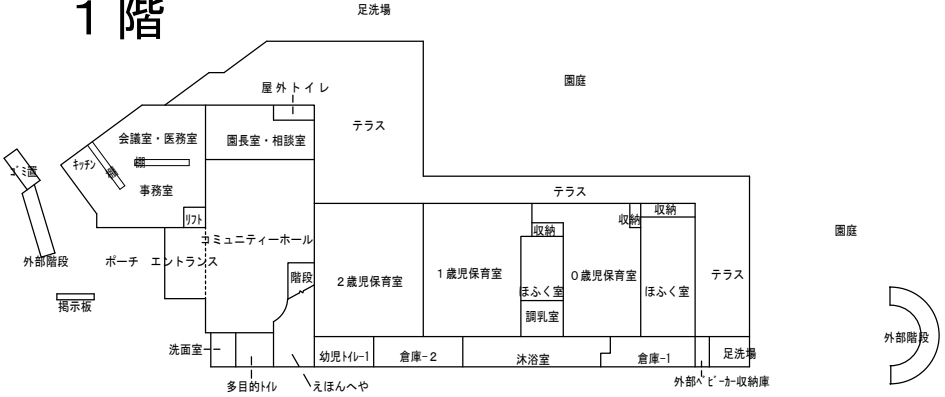 1階
足洗場
園庭
屋外トイレ
テラス
会議室・医務室
園長室・相談室
キッチン
棚
棚
ゴミ置
事務室
テラス
リフト
収納
収納
収納
園庭
コミュニティーホール
外部階段
ポーチ
エントランス
階段
2歳児保育室
1歳児保育室
ほふく室
0歳児保育室
ほふく室
テラス
掲示板
調乳室
外部階段
洗面室
幼児トイレ-1
倉庫-2
沐浴室
倉庫-1
足洗場
多目的トイレ
えほんへや
外部ベビーカー収納庫